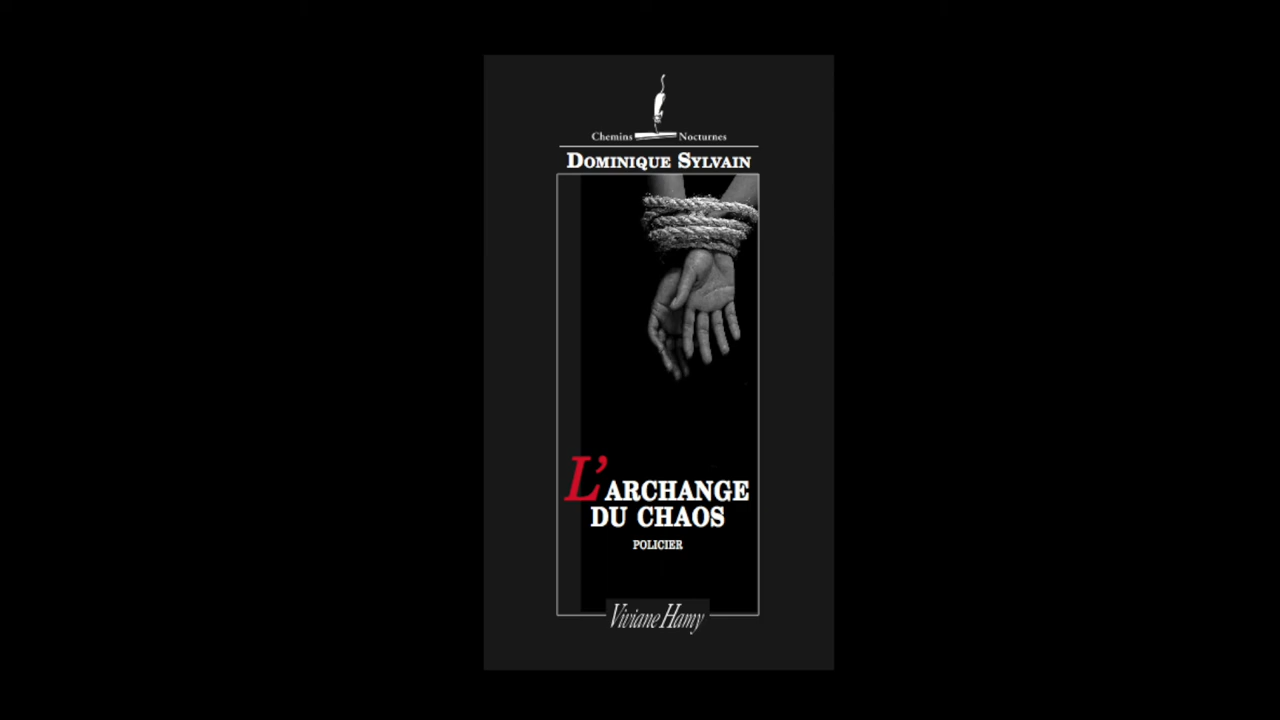 Chemins Nocturnes
DOMINIQUE SYLVAIN
L'ARCHANGE
DU CHAOS
POLICIER
Viviane Hamy